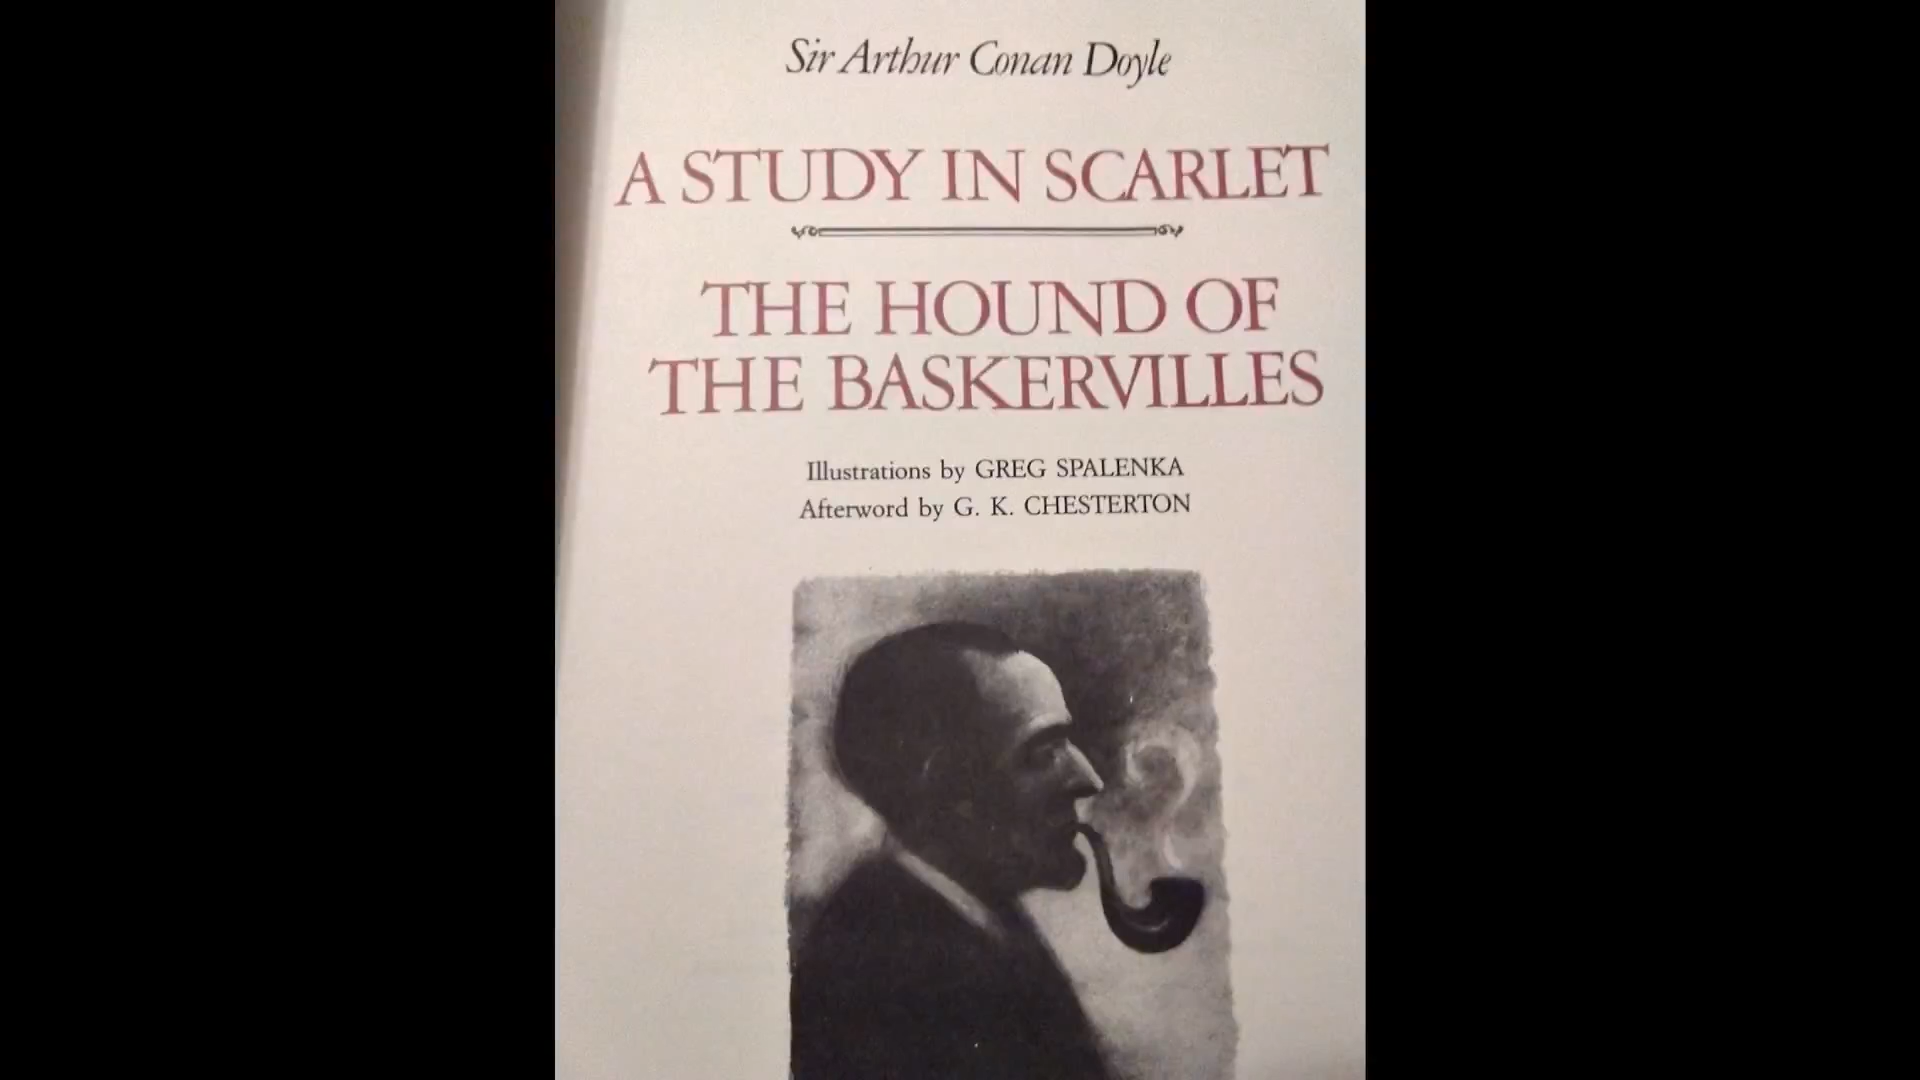 Sir Arthur Conan Doyle
A STUDY IN SCARLET
THE HOUND OF
THE BASKERVILLES
Illustrations by GREG SPALENKA
Afterword by G. K. CHESTERTON